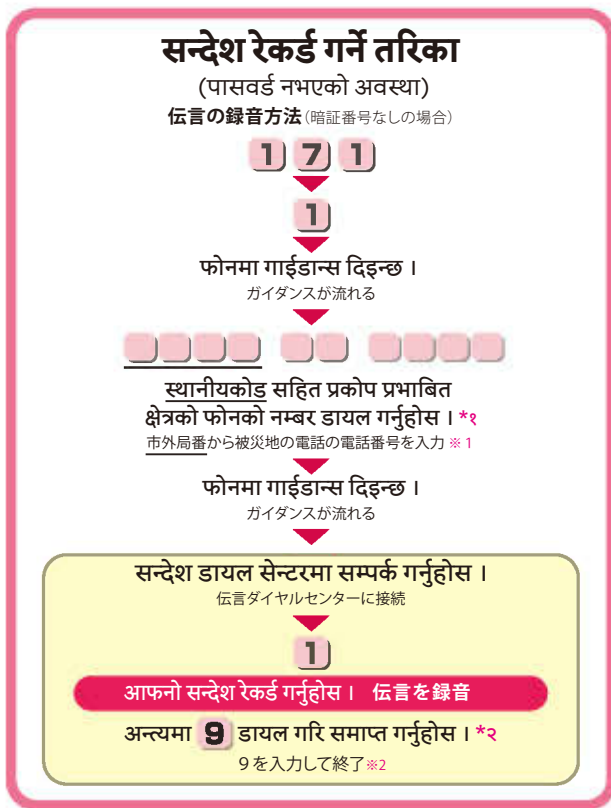 सन्देश रेकर्ड गर्ने तरिका
(पासवर्ड नभएको अवस्था)
伝言の録音方法(暗証番号なしの場合)
1 7 1
1
फोनमा गाईडान्स दिइन्छ ।
ガイダンスが流れる
स्थानीयकोड सहित प्रकोप प्रभाबित
क्षेत्रको फोनको नम्बर डायल गर्नुहोस । *१
市外局番から被災地の電話の電話番号を入力 ※1
फोनमा गाईडान्स दिइन्छ ।
ガイダンスが流れる
सन्देश डायल सेन्टरमा सम्पर्क गर्नुहोस ।
伝言ダイヤルセンターに接続
1
आफनो सन्देश रेकर्ड गर्नुहोस । 伝言を録音
अन्त्यमा 9 डायल गरि समाप्त गर्नुहोस । *२
9を入力して終了※2